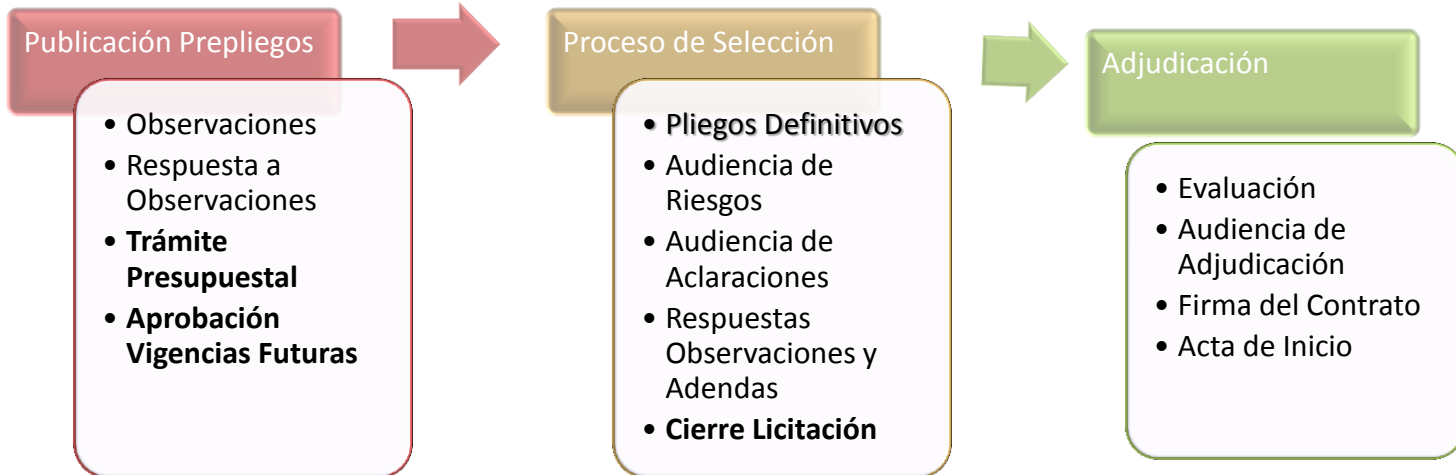 Publicación Prepliegos
• Observaciones
• Respuesta a
Observaciones
• Trámite
Presupuestal
• Aprobación
Vigencias Futuras
Proceso de Selección
• Pliegos Definitivos
• Audiencia de
Riesgos
• Audiencia de
Aclaraciones
• Respuestas
Observaciones y
Adendas
• Cierre Licitación
Adjudicación
• Evaluación
• Audiencia de
Adjudicación
• Firma del Contrato
• Acta de Inicio